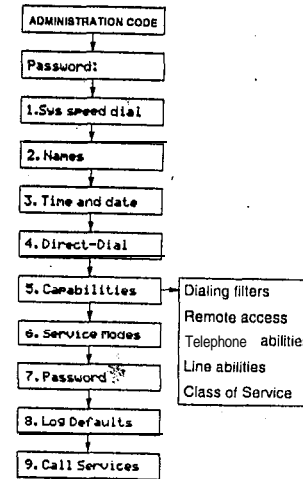 ADMINISTRATION CODE
Password:
1.Sys speed dial
2. Names
3. Time and date
4. Direct-Dial
5. Capabilities
Dialing filters
Remote access
Telephone abilities
Line abilities
Class of Service
6. Service Modes
7. Password
8. Log Defaults
9. Call Services